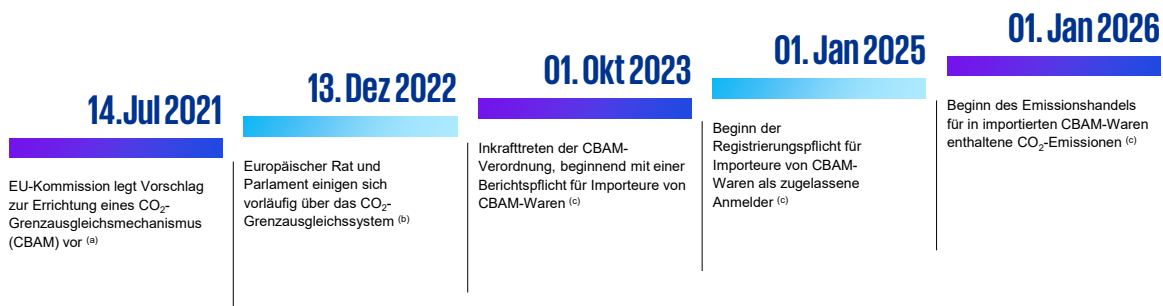 14.Jul 2021
EU-Kommission legt Vorschlag
zur Errichtung eines CO₂-
Grenzausgleichsmechanismus
(CBAM) vor (a)
13. Dez 2022
Europäischer Rat und
Parlament einigen sich
vorläufig über das CO₂-
Grenzausgleichssystem (b)
01. Okt 2023
Inkrafttreten der CBAM-
Verordnung, beginnend mit einer
Berichtspflicht für Importeure von
CBAM-Waren (c)
01. Jan 2025
Beginn der
Registrierungspflicht für
Importeure von CBAM-
Waren als zugelassene
Anmelder (c)
01. Jan 2026
Beginn des Emissionshandels
für in importierten CBAM-Waren
enthaltene CO₂-Emissionen (c)